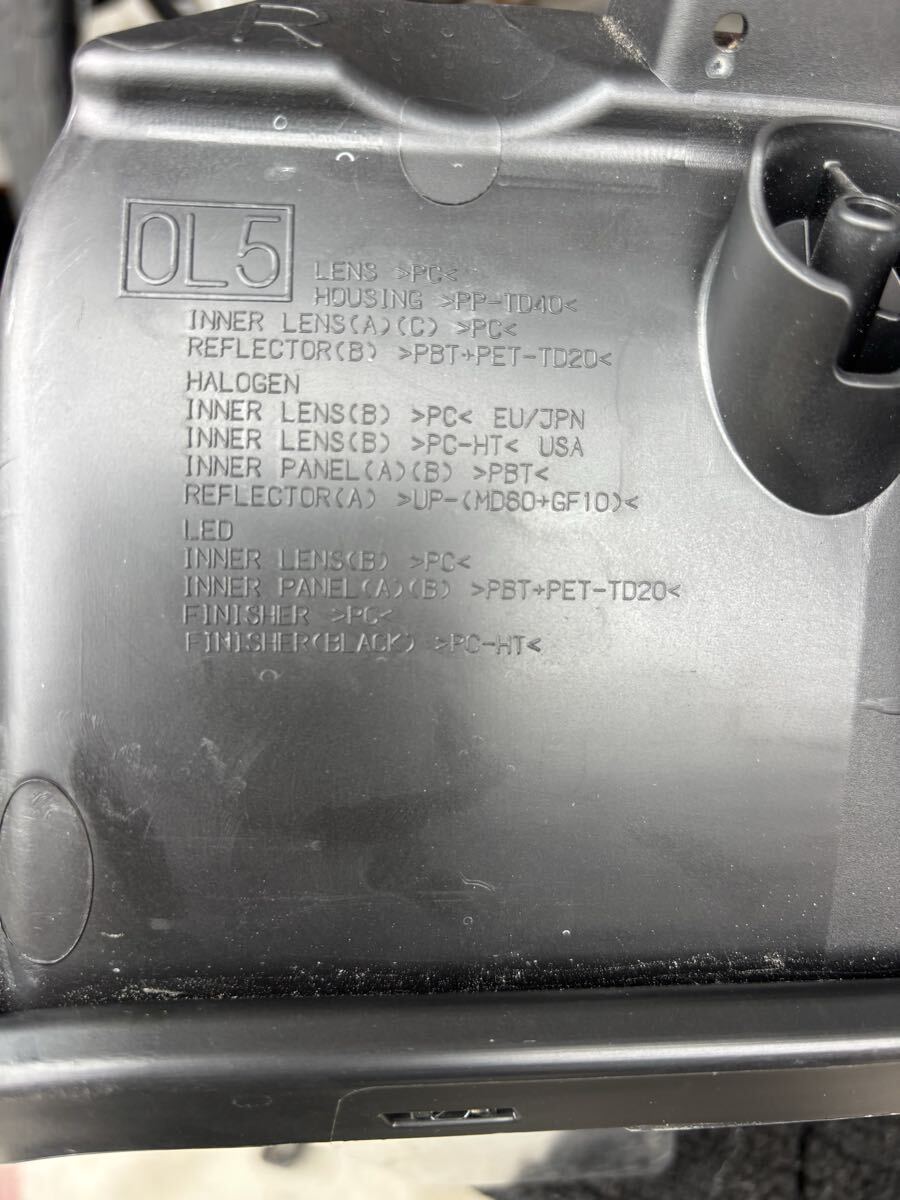 R
OL5
LENS >PC<
HOUSING >PP-TD40<
INNER LENS(A)(C) >PC<
REFLECTOR(B) >PBT+PET-TD20<
HALOGEN
INNER LENS(B) >PC< EU/JPN
INNER LENS(B) >PC-HT< USA
INNER PANEL(A)(B) >PBT<
REFLECTOR(A) >UP-(MD60+GF10)<
LED
INNER LENS(B) >PC<
INNER PANEL(A)(B) >PBT+PET-TD20<
FINISHER >PC<
FINISHER(BLACK) >PC-HT<